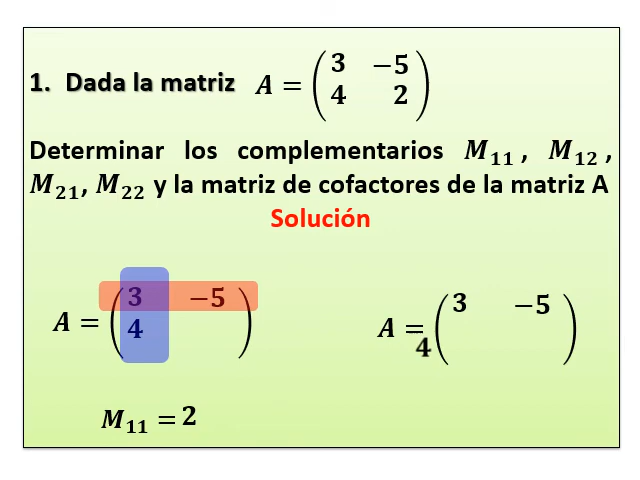 1. Dada la matriz A = ( 3 −5
4 2 )
Determinar los complementarios M₁₁ , M₁₂ ,
M₂₁, M₂₂ y la matriz de cofactores de la matriz A
Solución
A = ( 3 −5
4 )
A = ( 3 −5
4 )
M₁₁ = 2